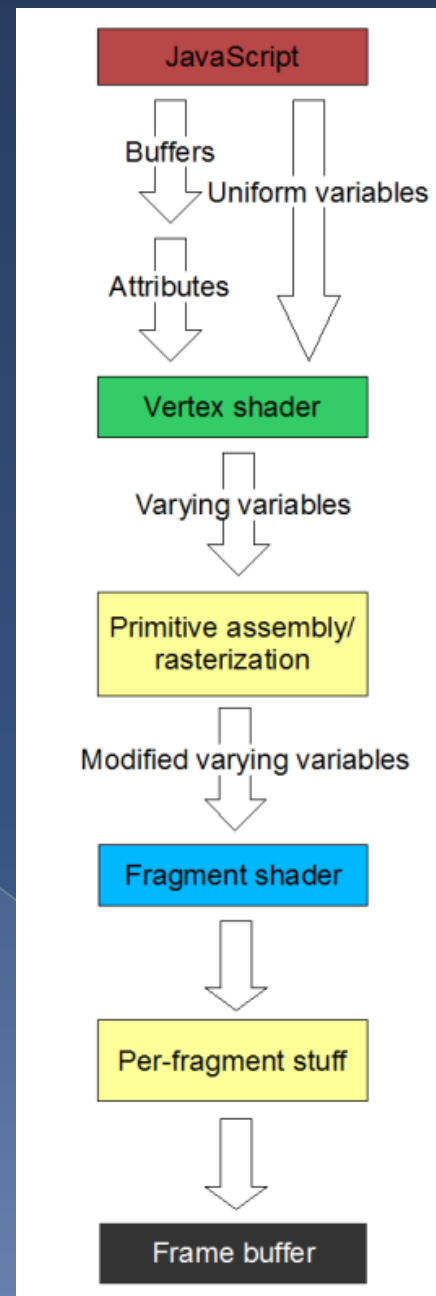 JavaScript
Buffers
Uniform variables
Attributes
Vertex shader
Varying variables
Primitive assembly/
rasterization
Modified varying variables
Fragment shader
Per-fragment stuff
Frame buffer